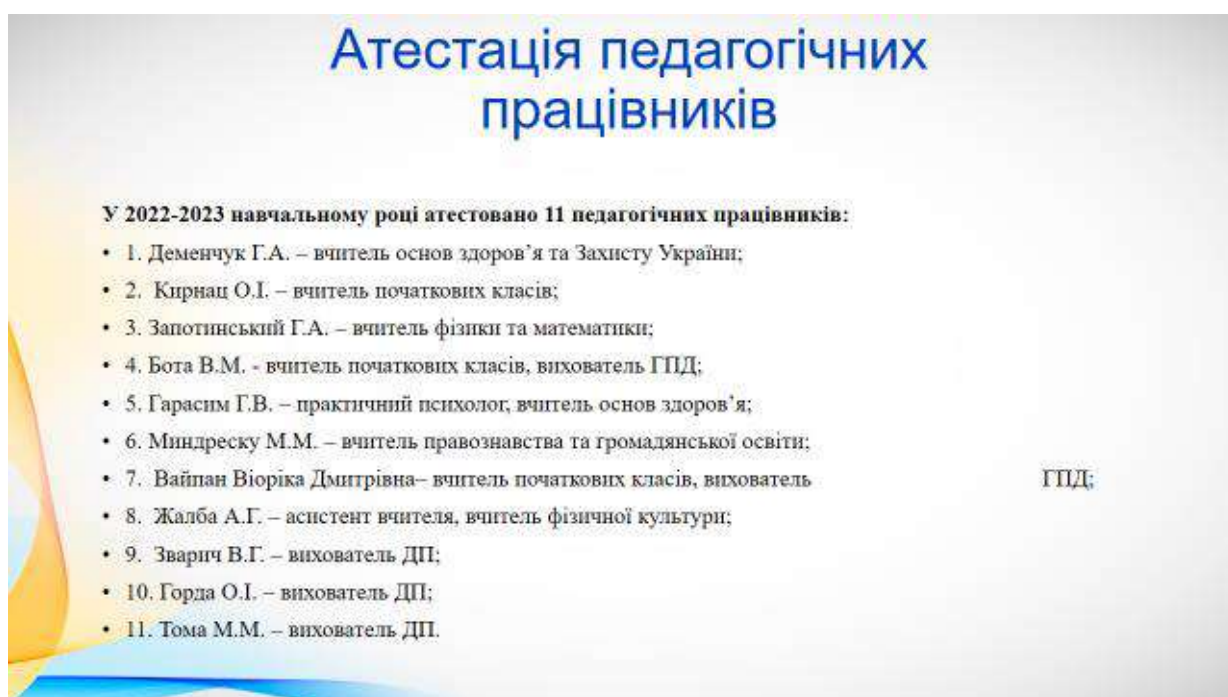 Атестація педагогічних
працівників
У 2022-2023 навчальному році атестовано 11 педагогічних працівників:
• 1. Деменчук Г.А. – вчитель основ здоров’я та Захисту України;
• 2. Кирнац О.І. – вчитель початкових класів;
• 3. Запотинський Г.А. – вчитель фізики та математики;
• 4. Бота В.М. - вчитель початкових класів, вихователь ГПД;
• 5. Гарасим Г.В. – практичний психолог, вчитель основ здоров’я;
• 6. Миндреску М.М. – вчитель правознавства та громадянської освіти;
• 7. Вайпан Віоріка Дмитрівна– вчитель початкових класів, вихователь ГПД;
• 8. Жалба А.Г. – асистент вчителя, вчитель фізичної культури;
• 9. Зварич В.Г. – вихователь ДП;
• 10. Горда О.І. – вихователь ДП;
• 11. Тома М.М. – вихователь ДП.